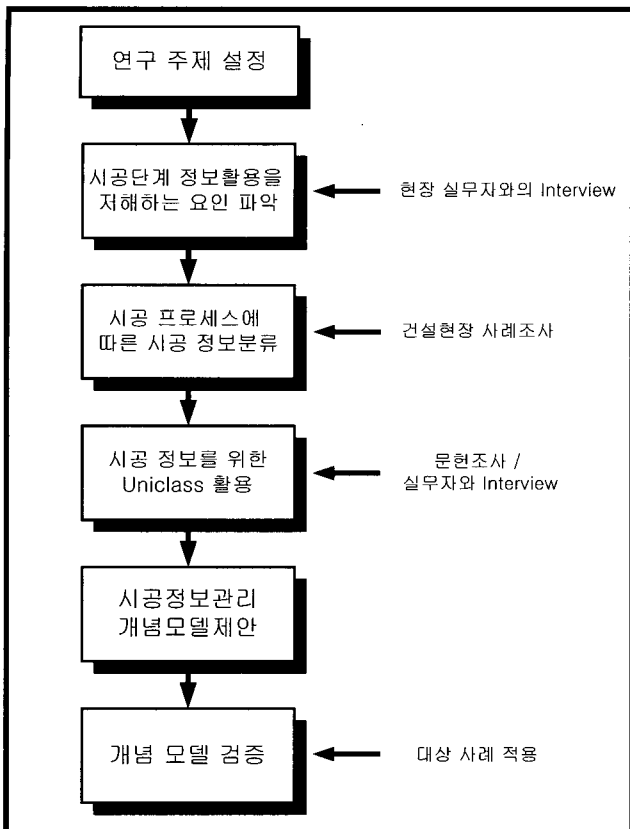 연구 주제 설정
시공단계 정보활용을
저해하는 요인 파악
현장 실무자와의 Interview
시공 프로세스에
따른 시공 정보분류
건설현장 사례조사
시공 정보를 위한
Uniclass 활용
문헌조사 /
실무자와 Interview
시공정보관리
개념모델제안
개념 모델 검증
대상 사례 적용